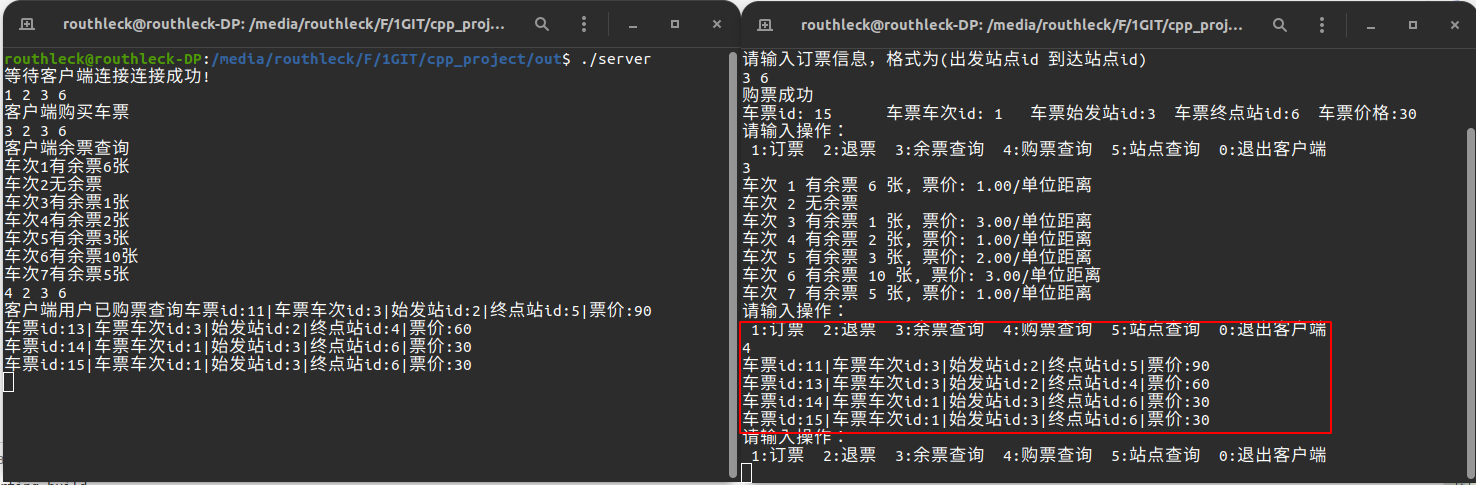 routhleck@routhleck-DP: /media/routhleck/F/1GIT/cpp_proj...
routhleck@routhleck-DP:/media/routhleck/F/1GIT/cpp_project/out$ ./server
等待客户端连接连接成功!
1 2 3 6
客户端购买车票
3 2 3 6
客户端余票查询
车次1有余票6张
车次2无余票
车次3有余票1张
车次4有余票2张
车次5有余票3张
车次6有余票10张
车次7有余票5张
4 2 3 6
客户端用户已购票查询车票id:11|车票车次id:3|始发站id:2|终点站id:5|票价:90
车票id:13|车票车次id:3|始发站id:2|终点站id:4|票价:60
车票id:14|车票车次id:1|始发站id:3|终点站id:6|票价:30
车票id:15|车票车次id:1|始发站id:3|终点站id:6|票价:30
routhleck@routhleck-DP: /media/routhleck/F/1GIT/cpp_proj...
请输入订票信息，格式为(出发站点id 到达站点id)
3 6
购票成功
车票id: 15 车票车次id: 1 车票始发站id:3 车票终点站id:6 车票价格:30
请输入操作：
1:订票 2:退票 3:余票查询 4:购票查询 5:站点查询 0:退出客户端
3
车次 1 有余票 6 张, 票价: 1.00/单位距离
车次 2 无余票
车次 3 有余票 1 张, 票价: 3.00/单位距离
车次 4 有余票 2 张, 票价: 1.00/单位距离
车次 5 有余票 3 张, 票价: 2.00/单位距离
车次 6 有余票 10 张, 票价: 3.00/单位距离
车次 7 有余票 5 张, 票价: 1.00/单位距离
请输入操作：
1:订票 2:退票 3:余票查询 4:购票查询 5:站点查询 0:退出客户端
4
车票id:11|车票车次id:3|始发站id:2|终点站id:5|票价:90
车票id:13|车票车次id:3|始发站id:2|终点站id:4|票价:60
车票id:14|车票车次id:1|始发站id:3|终点站id:6|票价:30
车票id:15|车票车次id:1|始发站id:3|终点站id:6|票价:30
请输入操作：
1:订票 2:退票 3:余票查询 4:购票查询 5:站点查询 0:退出客户端